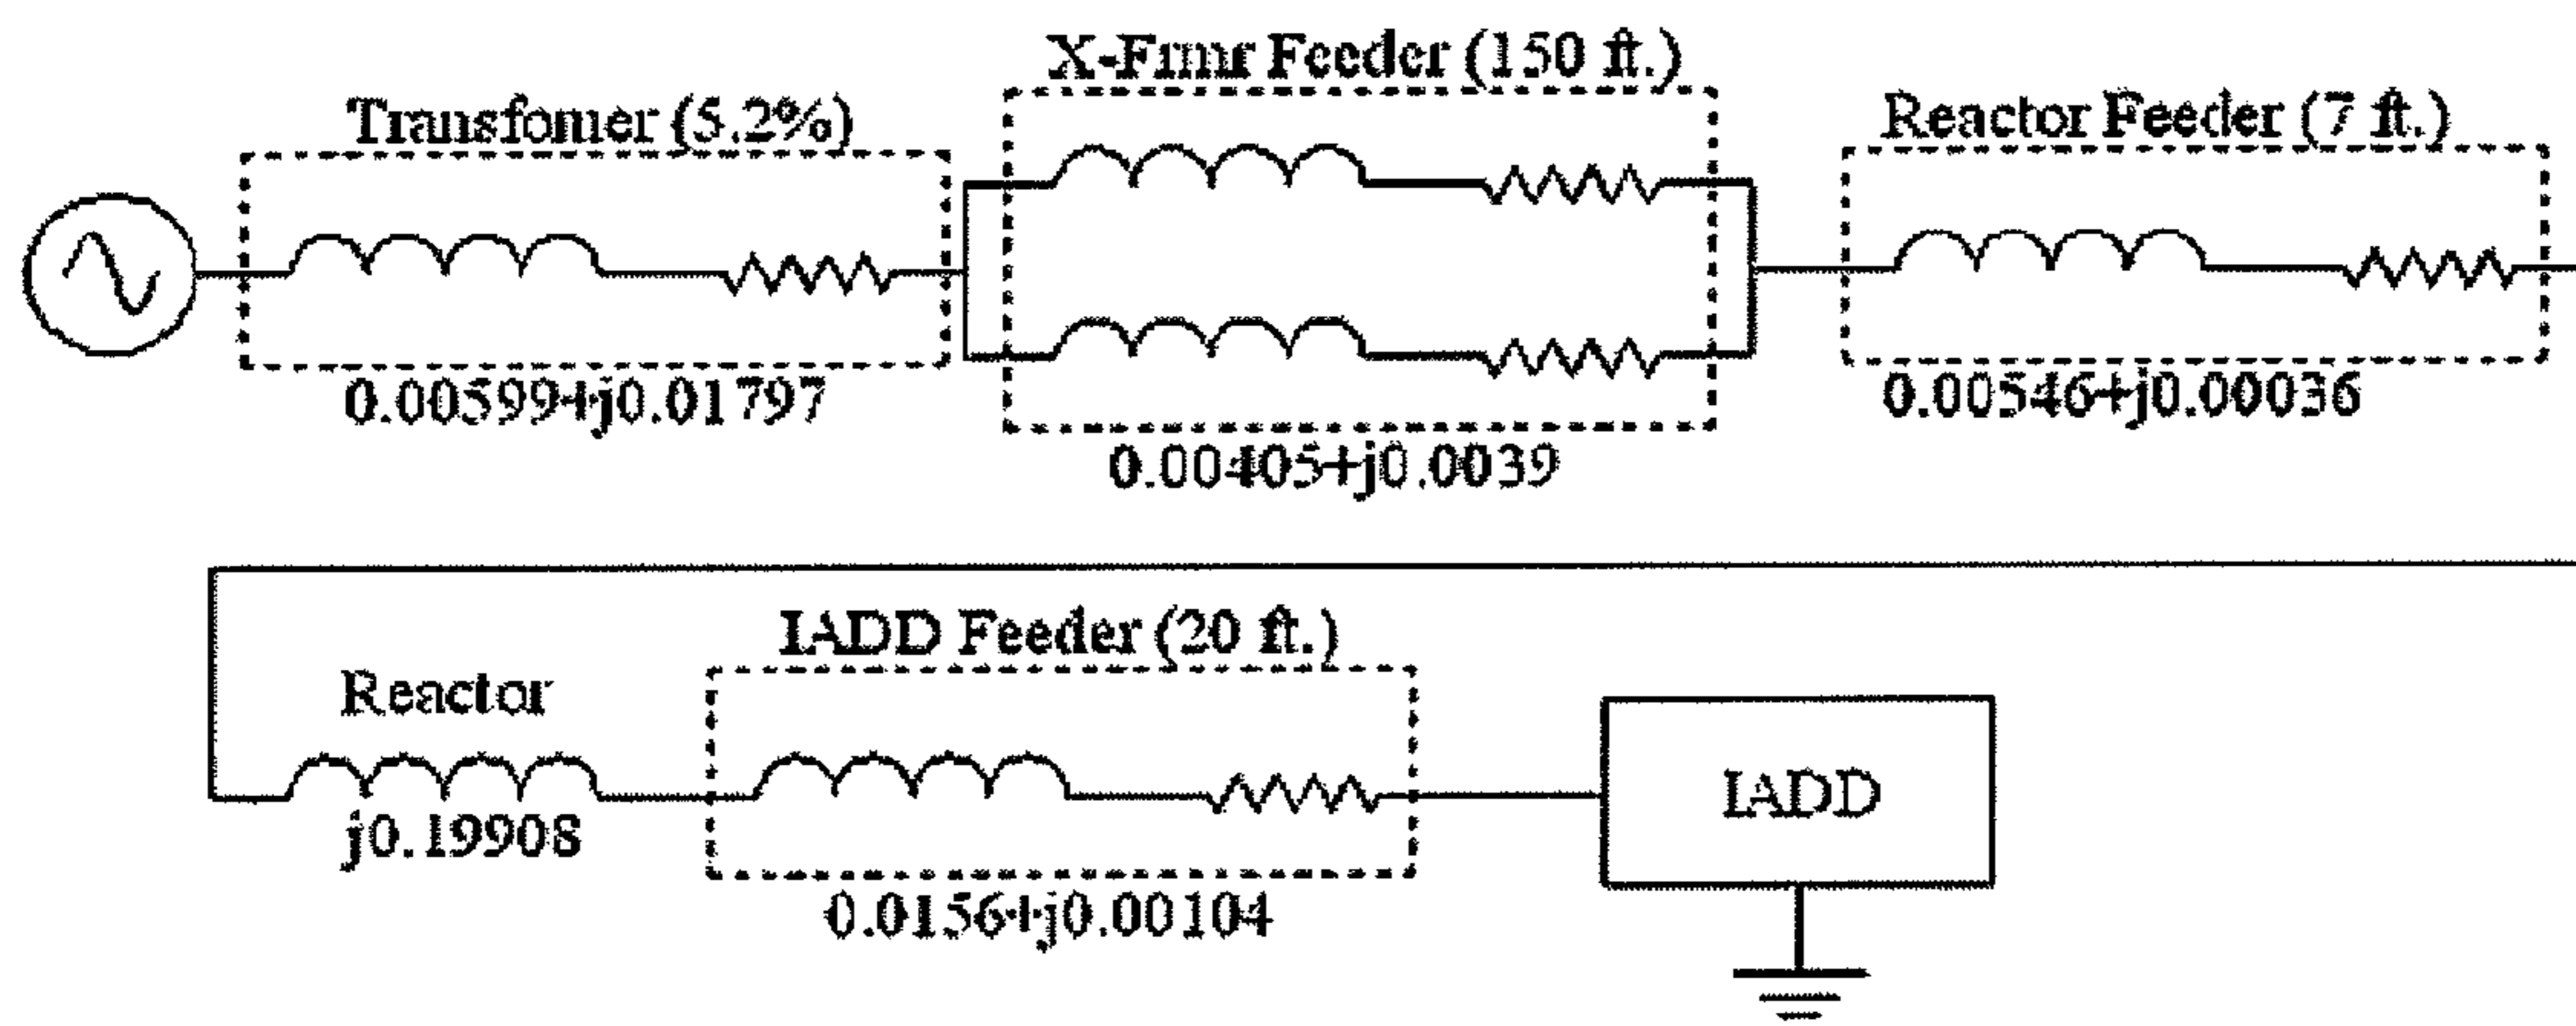 X-Frmr Feeder (150 ft.)
Transfomer (5.2%)
Reactor Feeder (7 ft.)
0.00599+j0.01797
0.00405+j0.0039
0.00546+j0.00036
IADD Feeder (20 ft.)
Reactor
j0.19908
0.0156+j0.00104
IADD